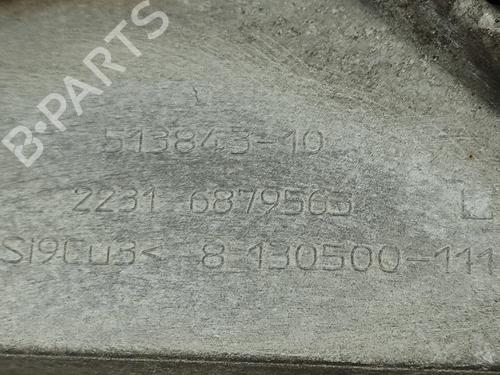 B-PARTS
513843-10
2231 6879563 L
Si9Cu3< 8 130500-111